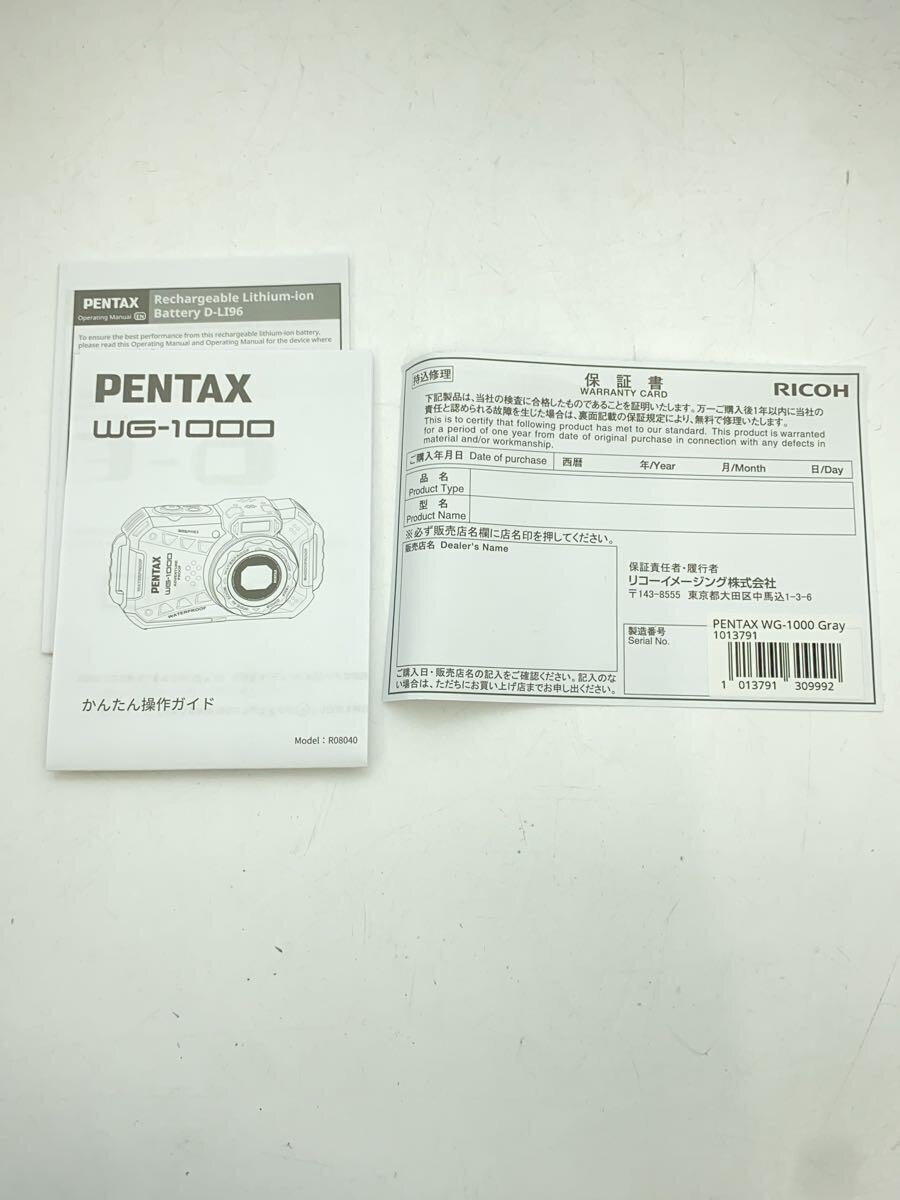 PENTAX
Operating Manual EN
Rechargeable Lithium-ion
Battery D-LI96
To ensure the best performance from this rechargeable lithium-ion battery,
please read this Operating Manual and Operating Manual for the device where
PENTAX
WG-1000
PENTAX
WG-1000
WATERPROOF
かんたん操作ガイド
Model：R08040
持込修理
保証書
WARRANTY CARD
RICOH
下記製品は、当社の検査に合格したものであることを証明いたします。万一ご購入後1年以内に当社の
責任と認められる故障を生じた場合は、裏面記載の保証規定により、無料で修理いたします。
This is to certify that following product has met to our standard. This product is warranted
for a period of one year from date of original purchase in connection with any defects in
material and/or workmanship.
ご購入年月日 Date of purchase 西暦 年/Year 月/Month 日/Day
品名
Product Type
型名
Product Name
※必ず販売店名欄に店名印を押してください。
販売店名 Dealer's Name
保証責任者・履行者
リコーイメージング株式会社
〒143-8555 東京都大田区中馬込1-3-6
製造番号
Serial No.
PENTAX WG-1000 Gray
1013791
1 013791 309992
ご購入日・販売店名の記入をご確認ください。記入のな
い場合は、ただちにお買い上げ店までお申し出ください。